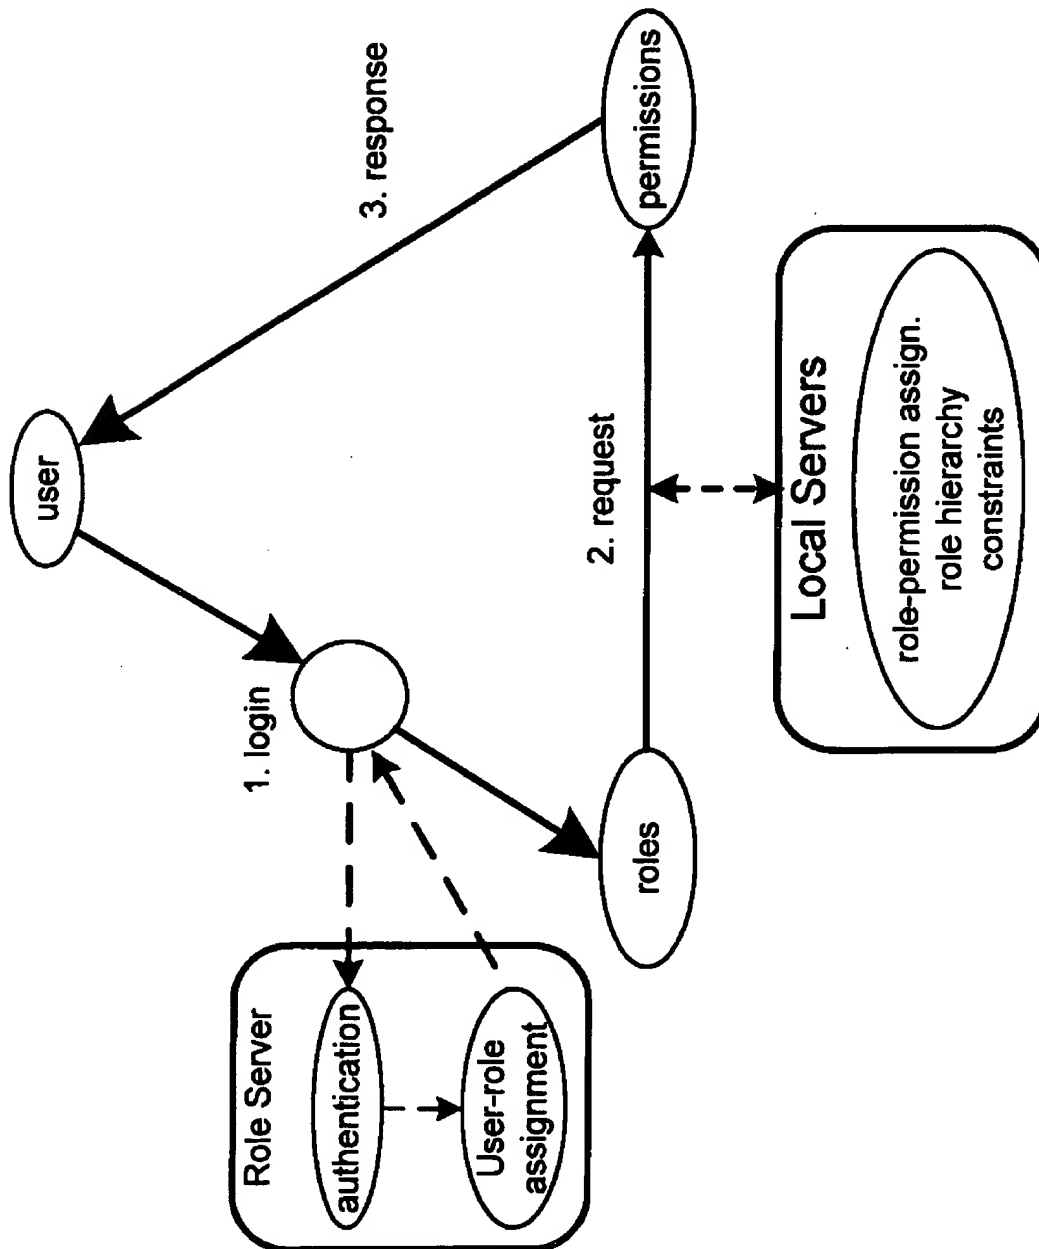 user
1. login
3. response
Role Server
authentication
User-role
assignment
roles
2. request
permissions
Local Servers
role-permission assign.
role hierarchy
constraints